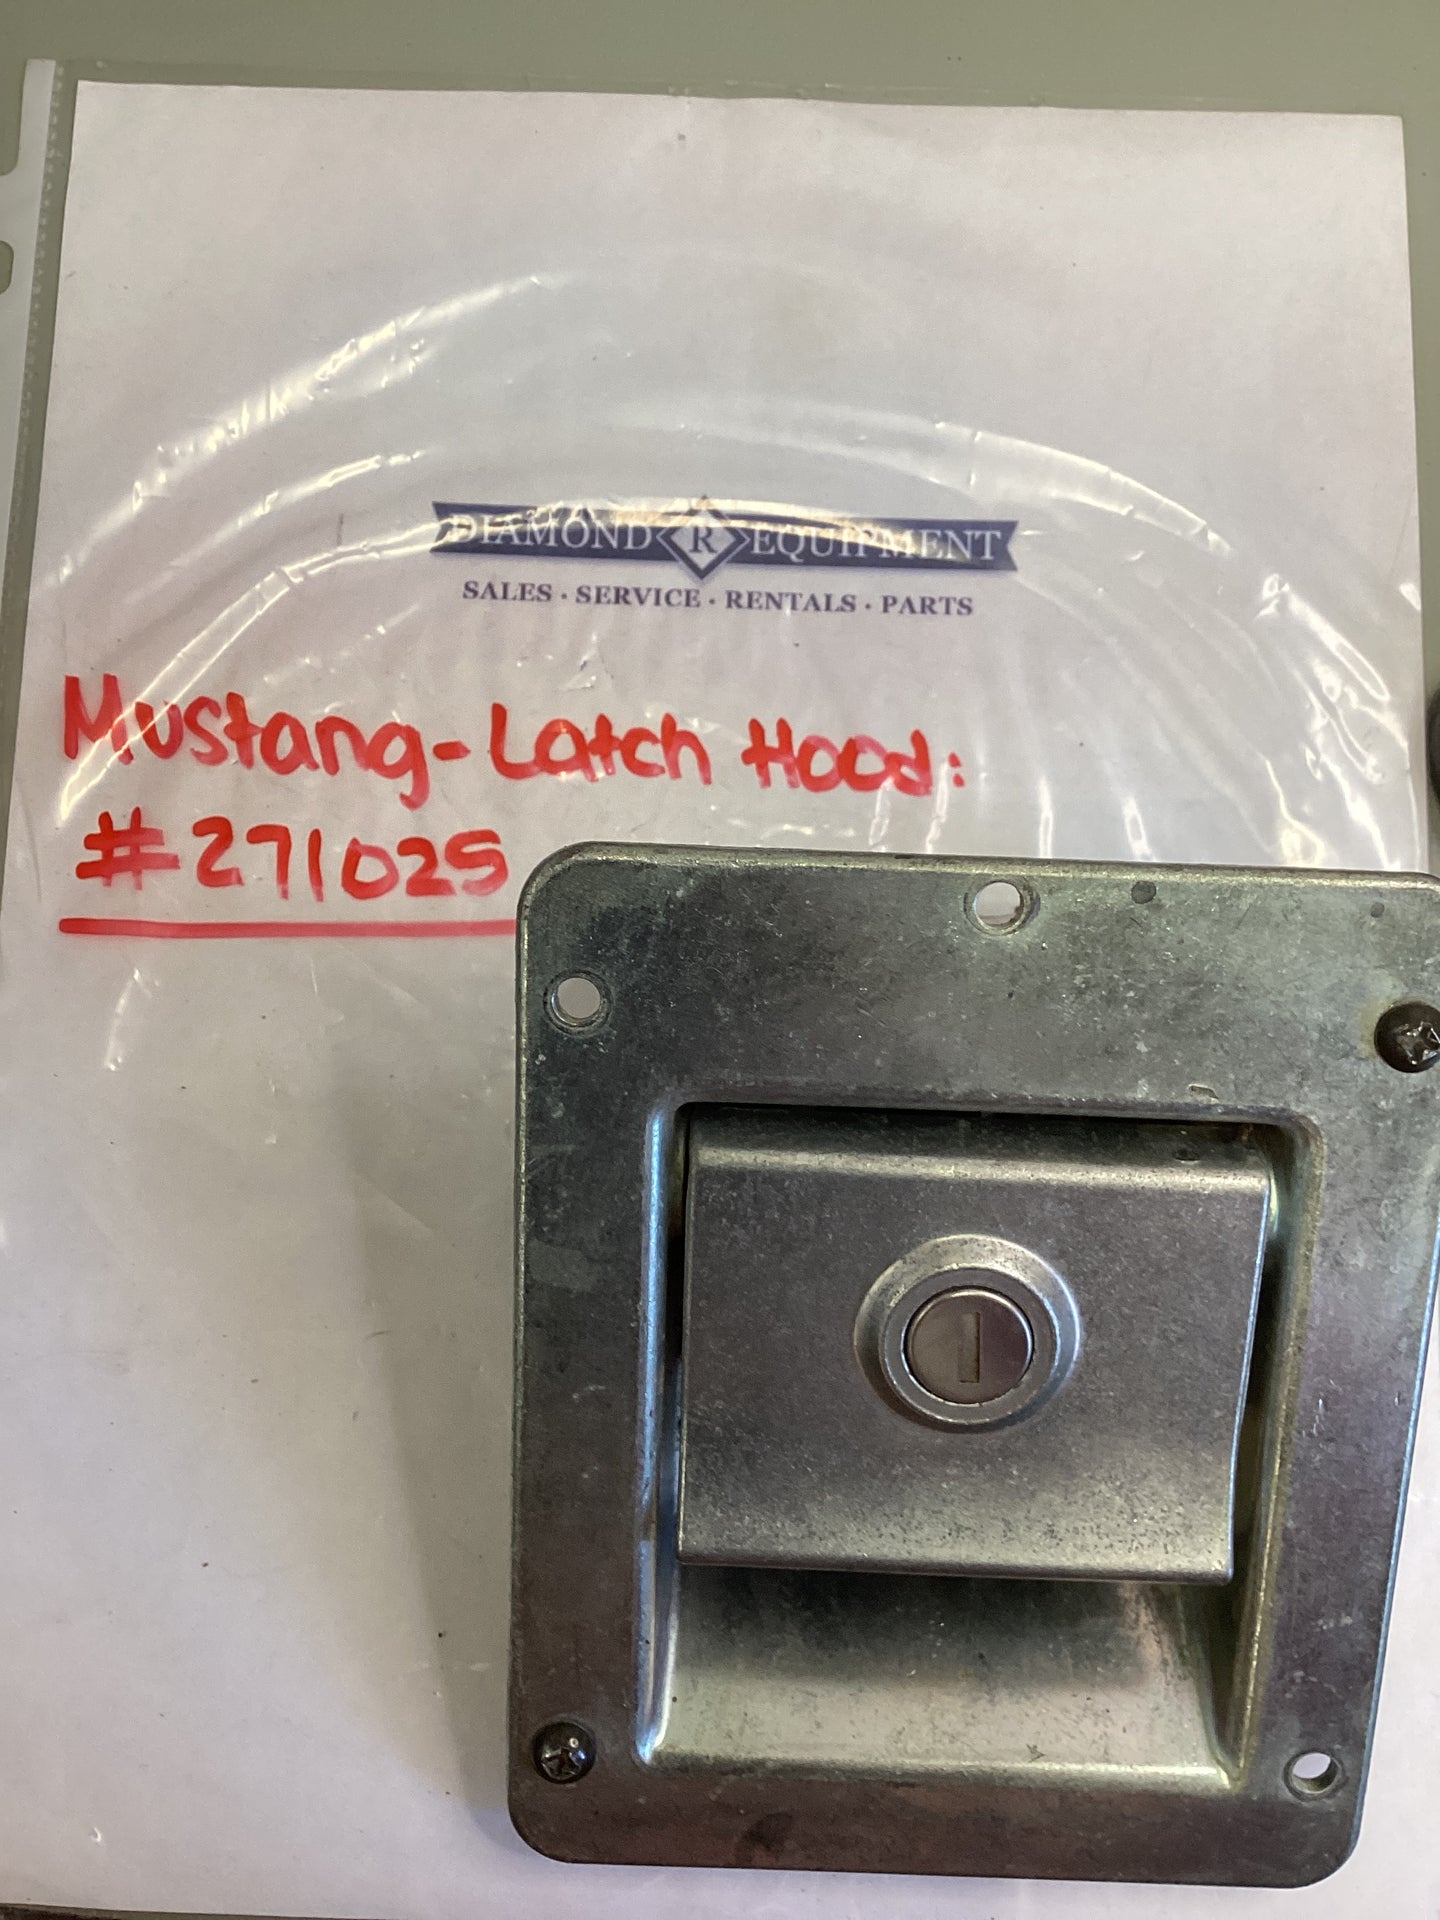 DIAMOND R EQUIPMENT
SALES · SERVICE · RENTALS · PARTS
Mustang-Latch Hood:
#271025